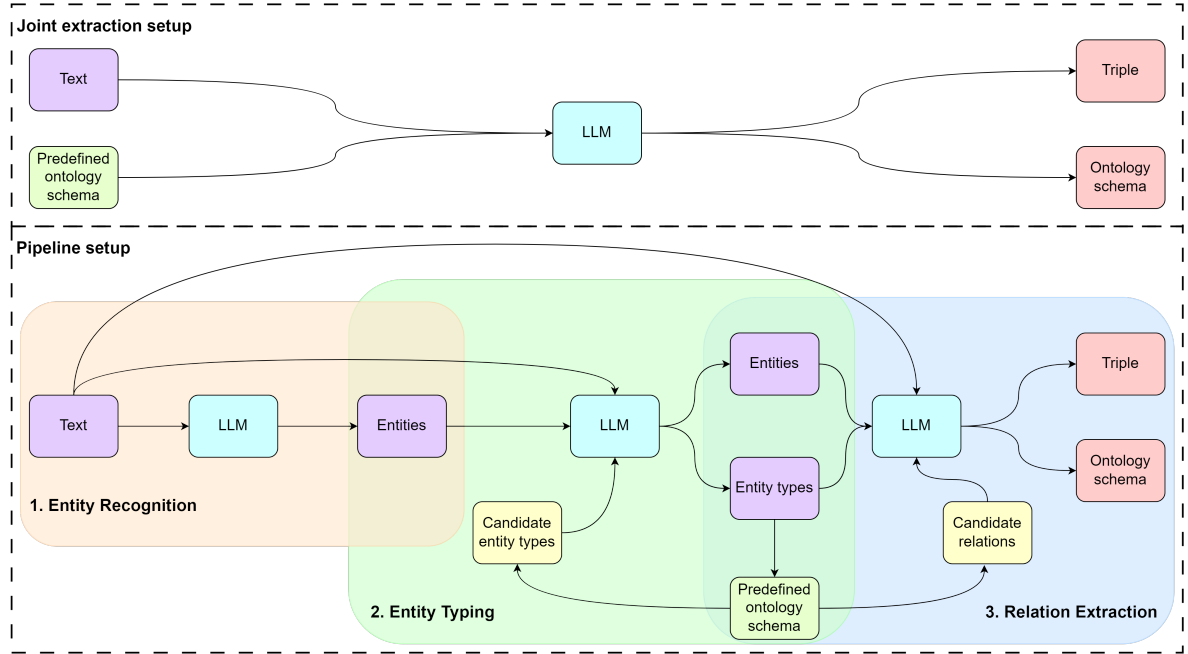 Joint extraction setup
Text
Triple
LLM
Predefined
ontology
schema
Ontology
schema
Pipeline setup
Entities
Triple
Text
LLM
Entities
LLM
LLM
Ontology
schema
Entity types
1. Entity Recognition
Candidate
entity types
Candidate
relations
Predefined
ontology
schema
2. Entity Typing
3. Relation Extraction